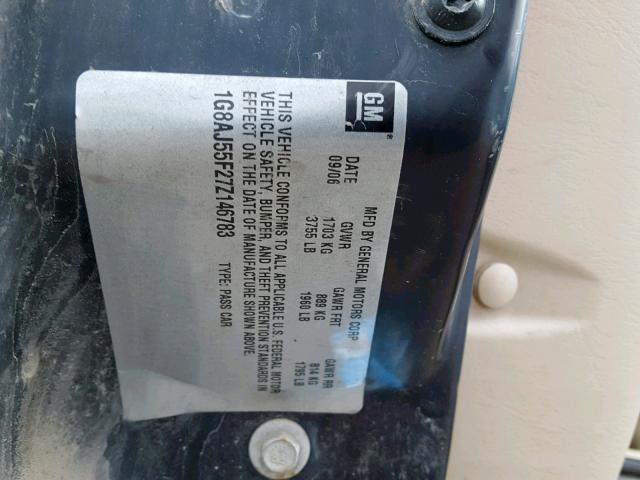 GM
®
MFD BY GENERAL MOTORS CORP
DATE GVWR GAWR FRT GAWR RR
09/06 1703 KG 889 KG 814 KG
3755 LB 1960 LB 1795 LB
THIS VEHICLE CONFORMS TO ALL APPLICABLE U.S. FEDERAL MOTOR
VEHICLE SAFETY, BUMPER, AND THEFT PREVENTION STANDARDS IN
EFFECT ON THE DATE OF MANUFACTURE SHOWN ABOVE.
1G8AJ55F27Z146783 TYPE: PASS CAR